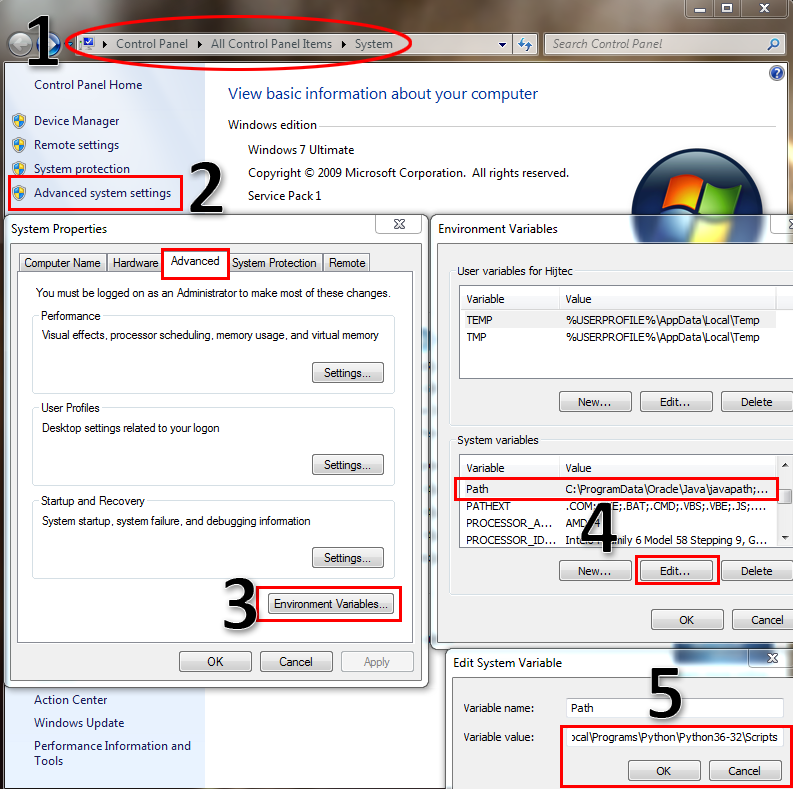 1
Control Panel ▸ All Control Panel Items ▸ System
Search Control Panel
Control Panel Home
Device Manager
Remote settings
System protection
Advanced system settings
2
View basic information about your computer
Windows edition
Windows 7 Ultimate
Copyright © 2009 Microsoft Corporation. All rights reserved.
Service Pack 1
System Properties
Computer Name Hardware Advanced System Protection Remote
You must be logged on as an Administrator to make most of these changes.
Performance
Visual effects, processor scheduling, memory usage, and virtual memory
Settings...
User Profiles
Desktop settings related to your logon
Settings...
Startup and Recovery
System startup, system failure, and debugging information
Settings...
3
Environment Variables...
OK Cancel Apply
Environment Variables
User variables for Hijtec
Variable Value
TEMP %USERPROFILE%\AppData\Local\Temp
TMP %USERPROFILE%\AppData\Local\Temp
New... Edit... Delete
System variables
Variable Value
Path C:\ProgramData\Oracle\Java\javapath;...
PATHEXT .COM; ;.BAT;.CMD;.VBS;.VBE;.JS;....
PROCESSOR_A...
PROCESSOR_ID... Family 6 Model 58 Stepping 9, G...
4
New... Edit... Delete
OK Cancel
Edit System Variable
5
Variable name: Path
Variable value: ocal\Programs\Python\Python36-32\Scripts
OK Cancel
Action Center
Windows Update
Performance Information and
Tools